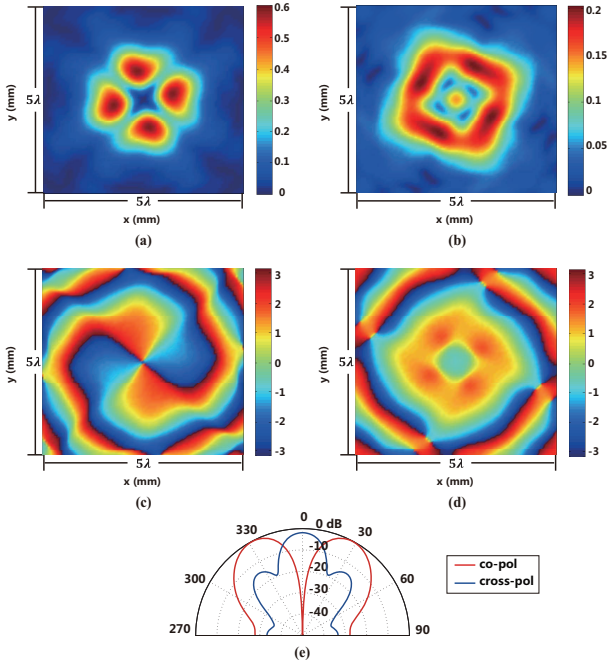 0.6
0.5
0.4
0.3
0.2
0.1
0
y (mm)
5λ
5λ
x (mm)
(a)
0.2
0.15
0.1
0.05
0
y (mm)
5λ
5λ
x (mm)
(b)
3
2
1
0
-1
-2
-3
y (mm)
5λ
5λ
x (mm)
(c)
3
2
1
0
-1
-2
-3
y (mm)
5λ
5λ
x (mm)
(d)
0
330
0 dB
30
-10
300
-20
60
-30
-40
270
90
co-pol
cross-pol
(e)